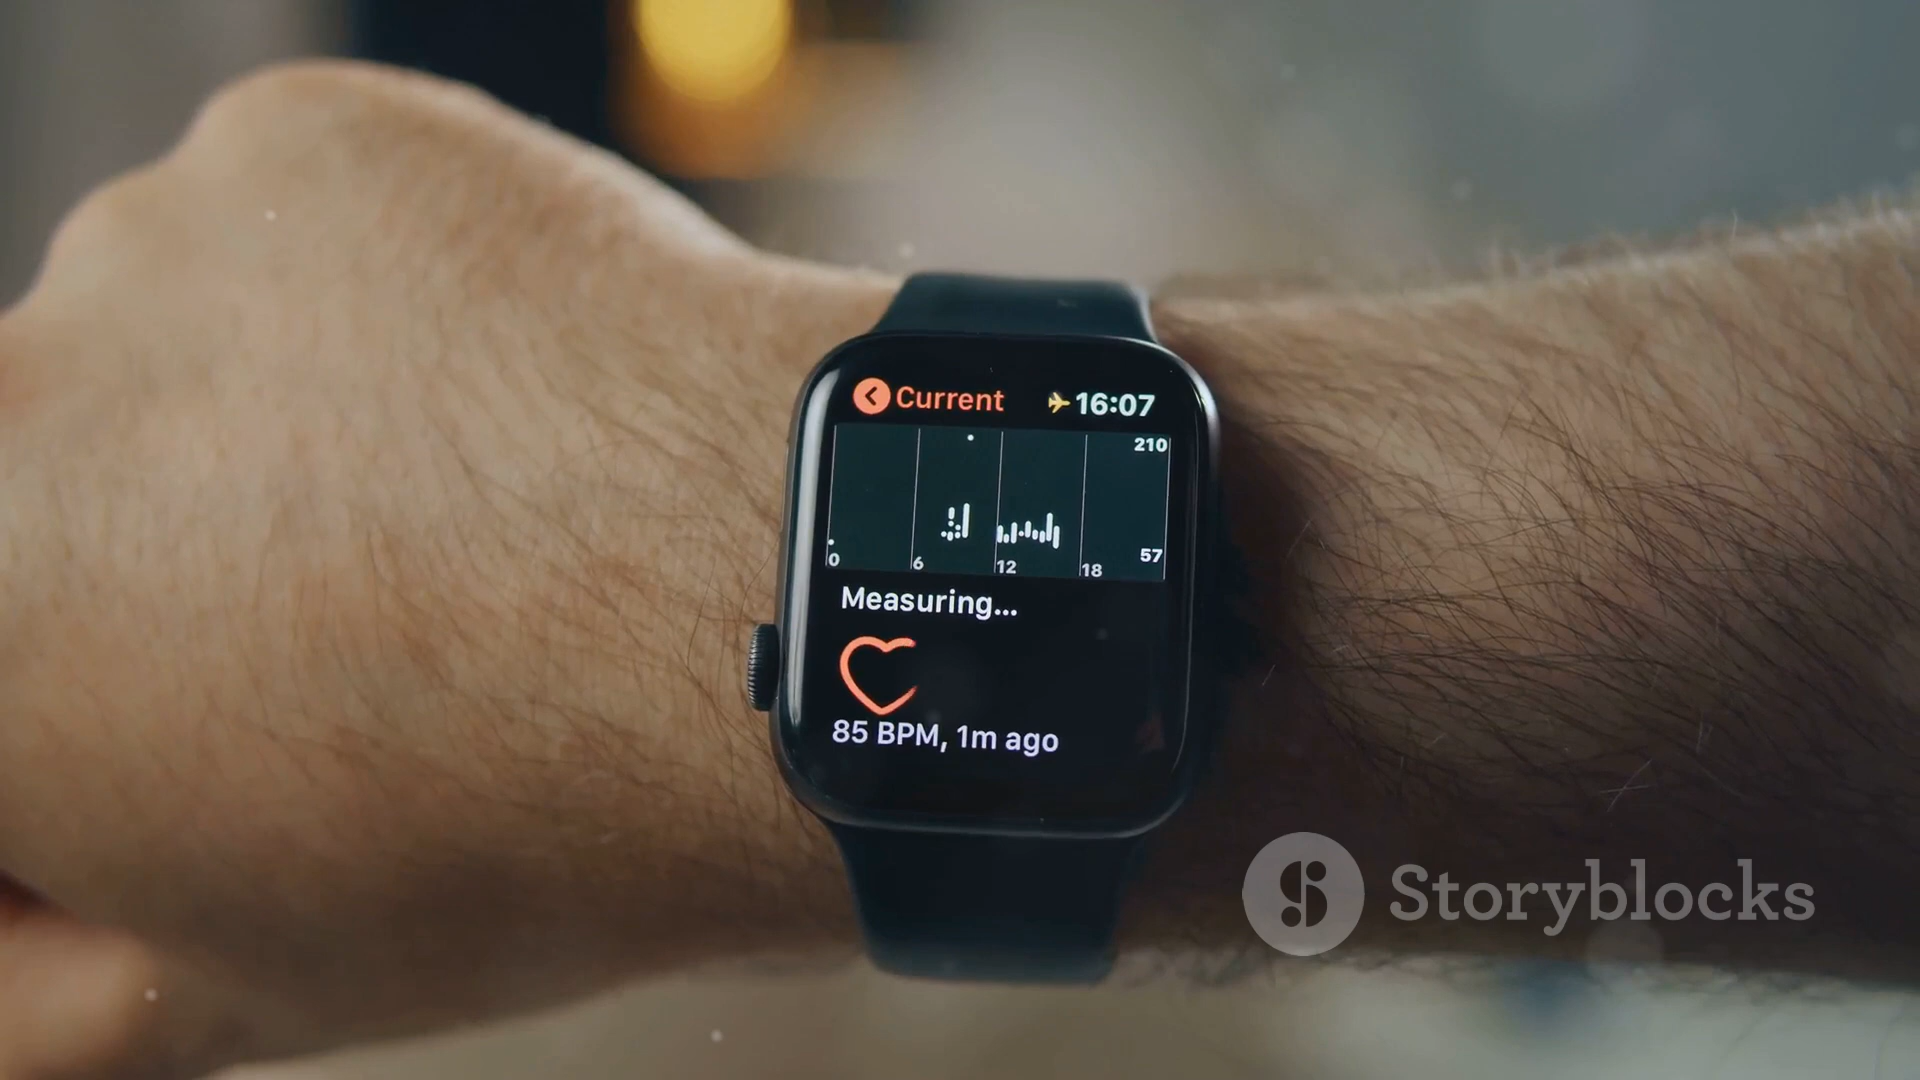 Current 16:07
210
57
0 6 12 18
Measuring...
85 BPM, 1m ago
Storyblocks